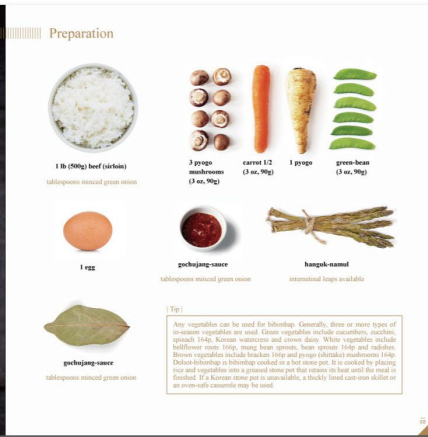 Preparation
1 lb (500g) beef (sirloin)
tablespoons minced green onion
3 pyogo
mushrooms
(3 oz, 90g)
carrot 1/2
(3 oz, 90g)
1 pyogo
green-bean
(3 oz, 90g)
1 egg
gochujang-sauce
tablespoons minced green onion
hanguk-namul
internetinal leaps available
gochujang-sauce
tablespoons minced green onion
| Tip |
Any vegetables can be used for bibimbap. Generally, three or more types of
in-season vegetables are used. Green vegetables include cucumbers, zucchini,
spinach 164p, Korean watercress and crown daisy. White vegetables include
bellflower roots 166p, mung bean sprouts, bean sprouts 164p and radishes.
Brown vegetables include bracken 166p and pyogo (shittake) mushrooms 164p.
Dolsot-bibimbap is bibimbap cooked in a hot stone pot. It is cooked by placing
rice and vegetables into a greased stone pot that retains its heat until the meal is
finished. If a Korean stone pot is unavailable, a thickly lined cast-iron skillet or
an oven-safe casserole may be used.